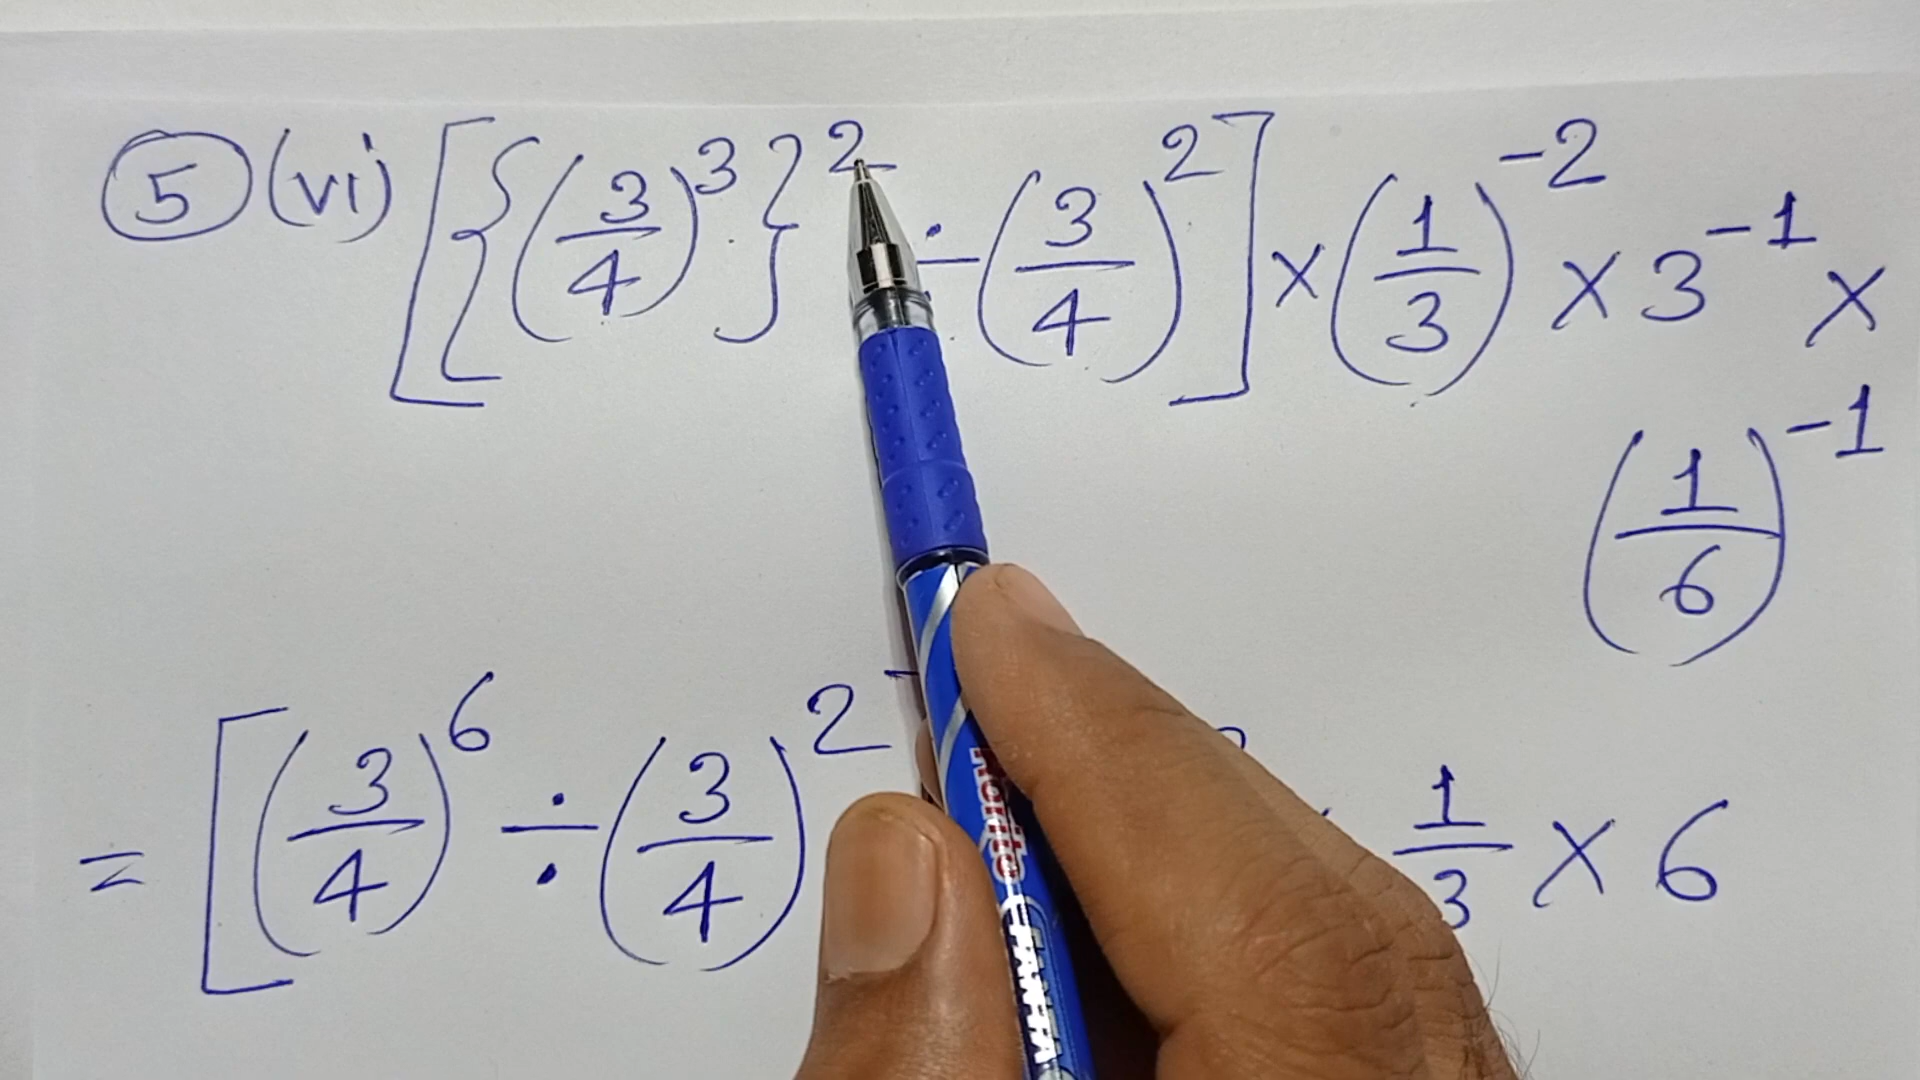 ⑤ (vi) [{(3/4)^3}^2 ÷ (3/4)^2] × (1/3)^-2 × 3^-1 ×
(1/6)^-1
= [(3/4)^6 ÷ (3/4)^2 1/3 × 6
HANNA